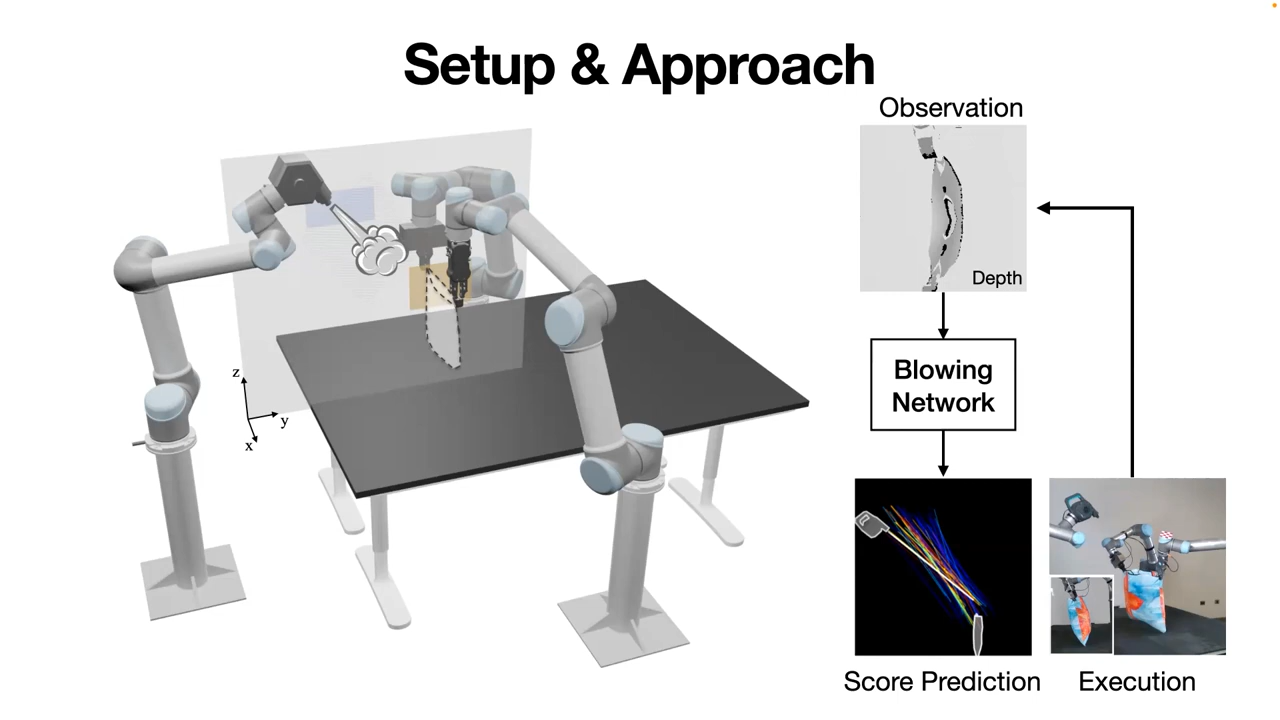 Setup & Approach
Observation
Depth
Blowing
Network
z
y
x
Score Prediction
Execution